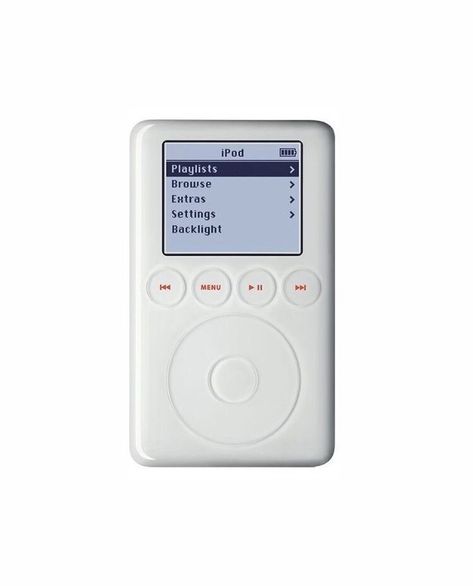 iPod
Playlists
Browse
Extras
Settings
Backlight
MENU